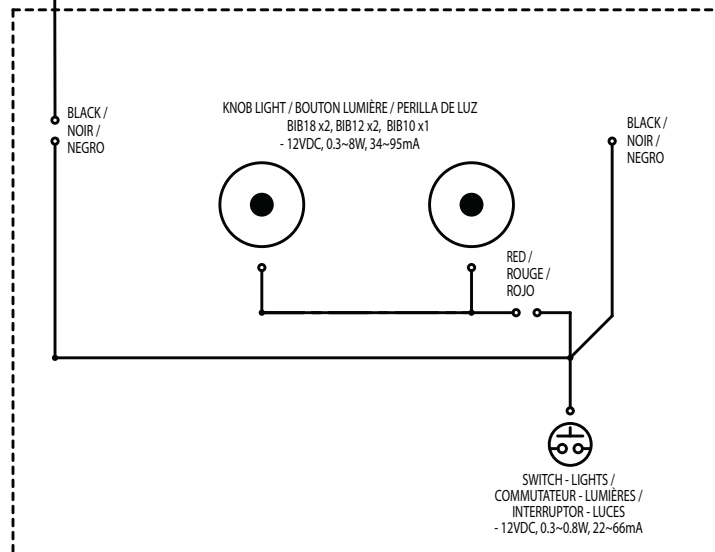 BLACK /
NOIR /
NEGRO
KNOB LIGHT / BOUTON LUMIÈRE / PERILLA DE LUZ
BIB18 x2, BIB12 x2, BIB10 x1
- 12VDC, 0.3~8W, 34~95mA
BLACK /
NOIR /
NEGRO
RED /
ROUGE /
ROJO
SWITCH - LIGHTS /
COMMUTATEUR - LUMIÈRES /
INTERRUPTOR - LUCES
- 12VDC, 0.3~0.8W, 22~66mA